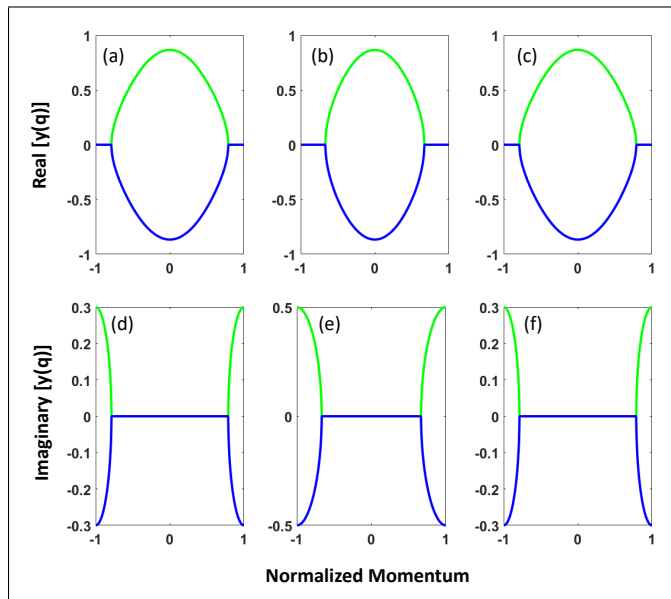 (a) (b) (c)
Real [y(q)]
1 1 1
0.5 0.5 0.5
0 0 0
-0.5 -0.5 -0.5
-1 -1 -1
-1 0 1 -1 0 1 -1 0 1
(d) (e) (f)
Imaginary [y(q)]
0.3 0.5 0.3
0.2 0.2
0.1 0.1
0 0 0
-0.1 -0.1
-0.2 -0.2
-0.3 -0.5 -0.3
-1 0 1 -1 0 1 -1 0 1
Normalized Momentum